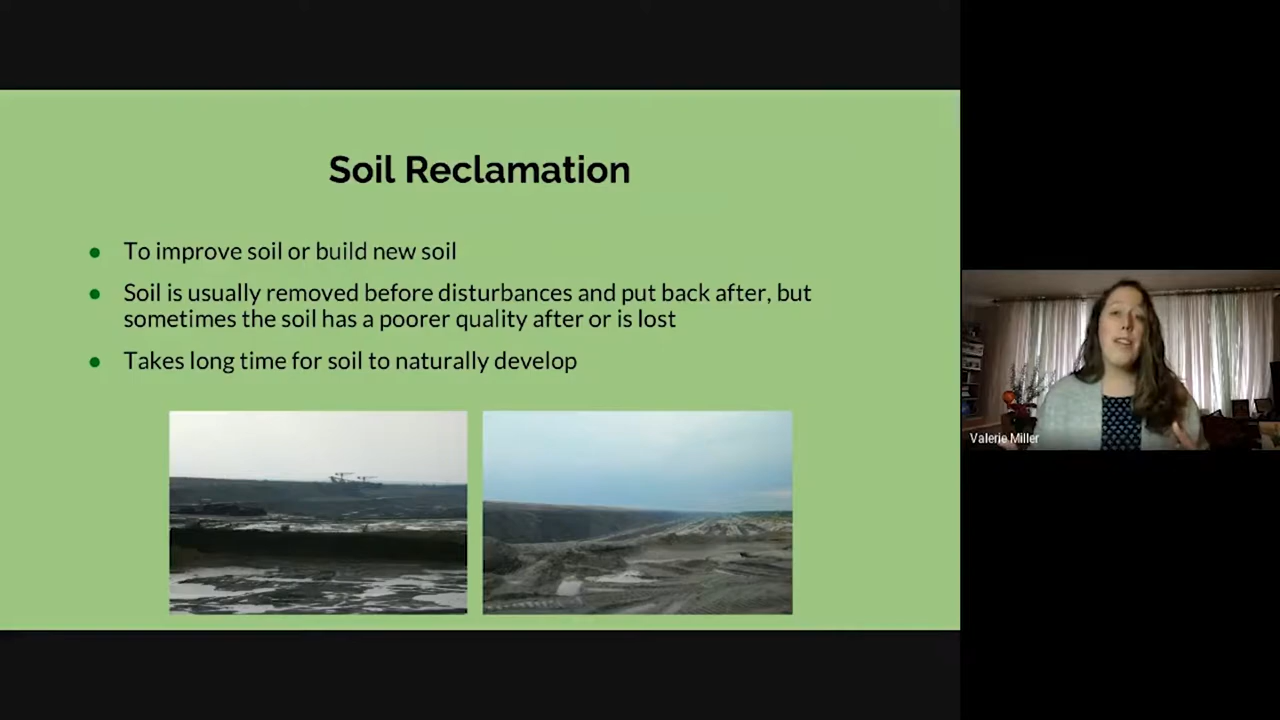 Soil Reclamation
To improve soil or build new soil
Soil is usually removed before disturbances and put back after, but
sometimes the soil has a poorer quality after or is lost
Takes long time for soil to naturally develop
Valerie Miller